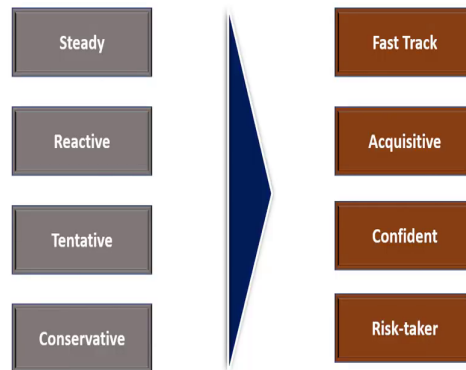 Steady
Fast Track
Reactive
Acquisitive
Tentative
Confident
Conservative
Risk-taker